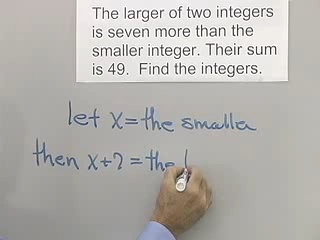 The larger of two integers
is seven more than the
smaller integer. Their sum
is 49. Find the integers.
let x = the smaller
then x + 7 = the l